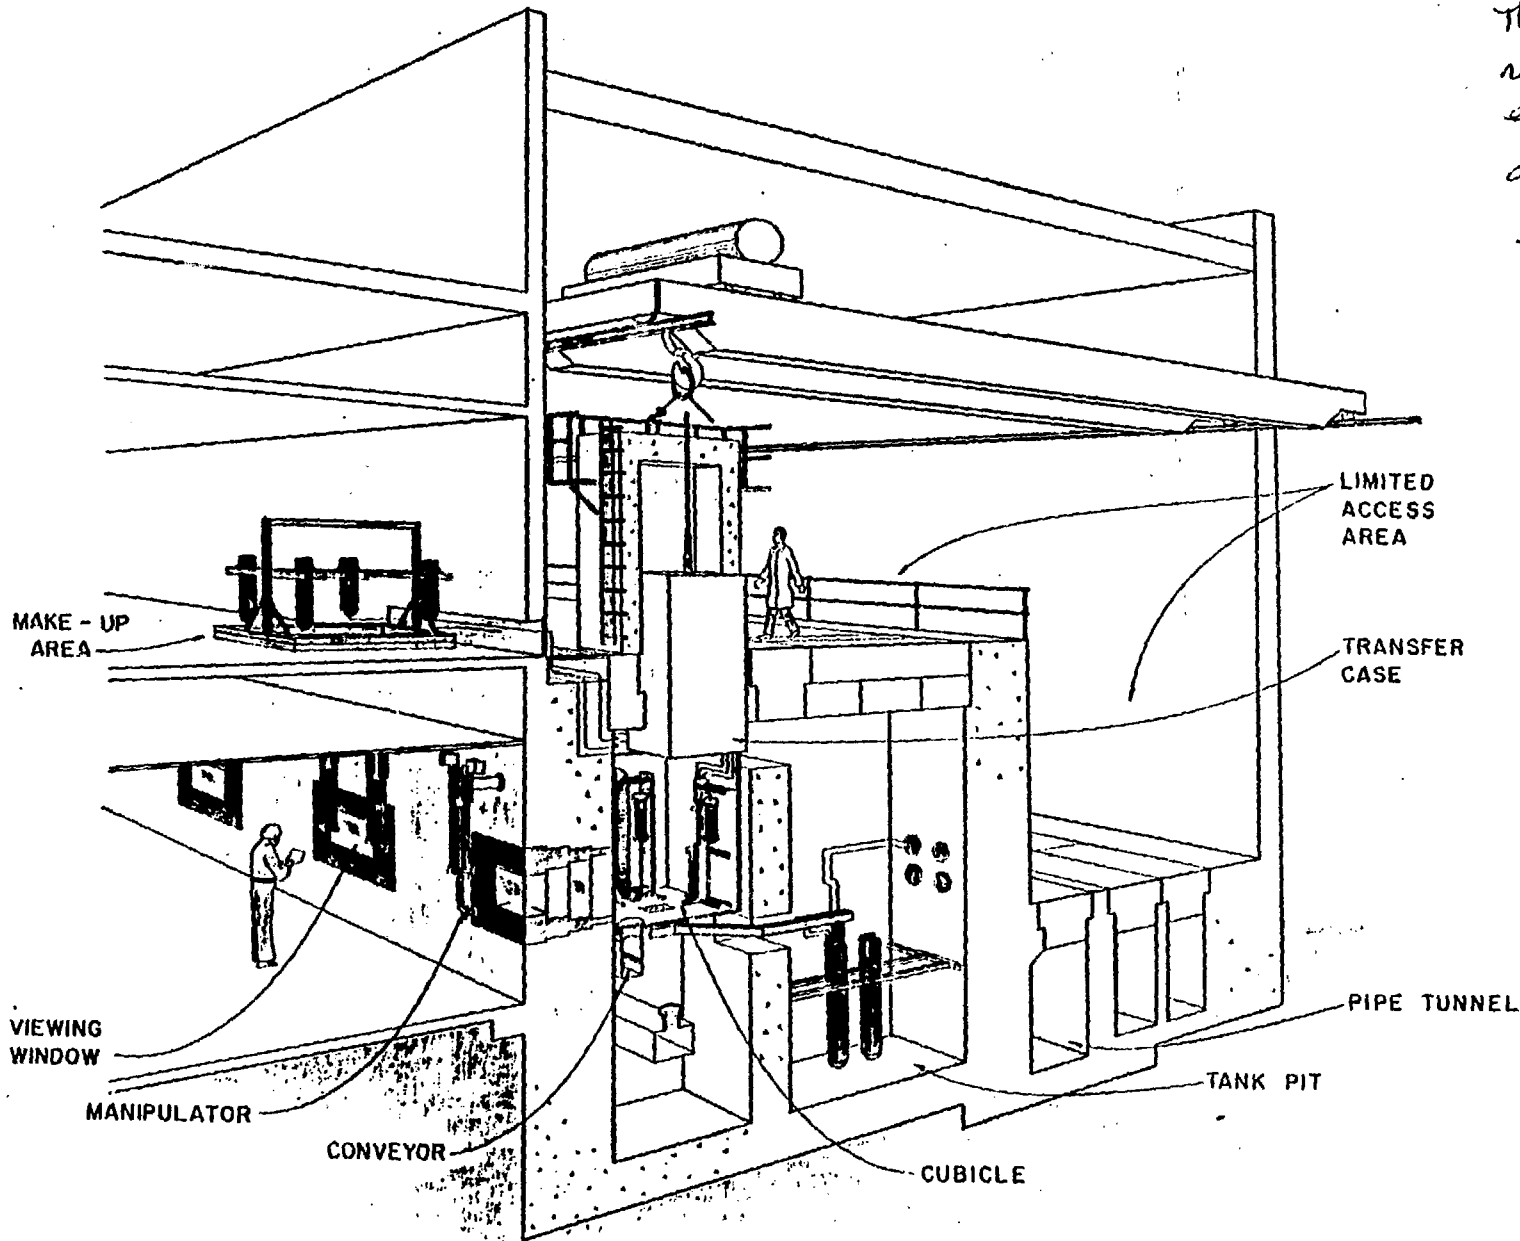 LIMITED
ACCESS
AREA
MAKE-UP
AREA
TRANSFER
CASE
VIEWING
WINDOW
PIPE TUNNEL
TANK PIT
MANIPULATOR
CONVEYOR
CUBICLE